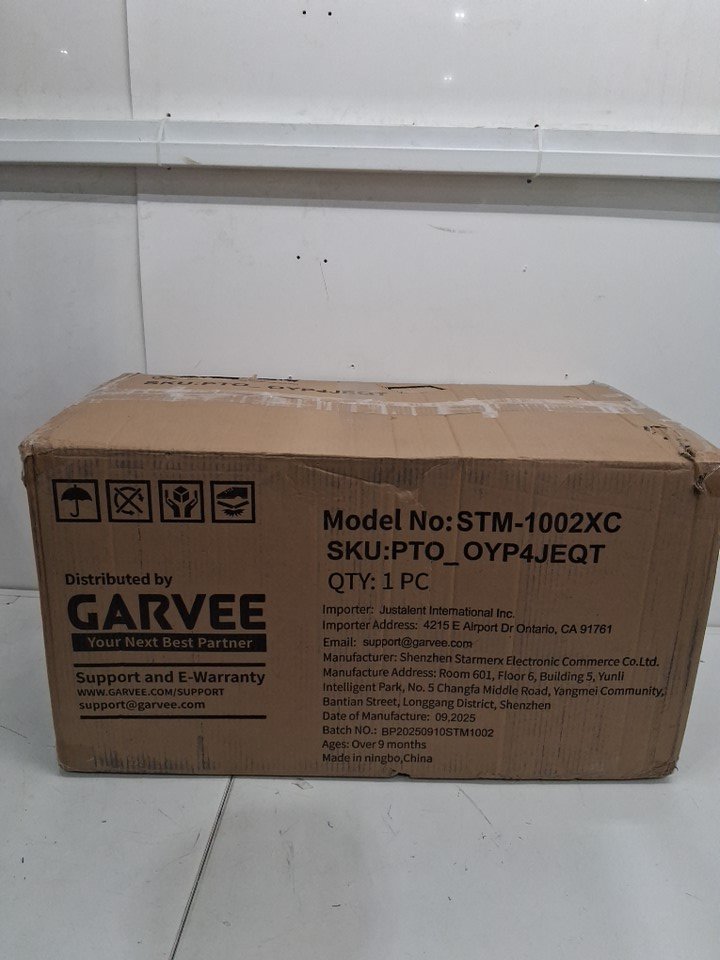 SKU:PTO_ OYP4JEQT
Model No:STM-1002XC
SKU:PTO_ OYP4JEQT
QTY: 1 PC
Distributed by
GARVEE
Your Next Best Partner
Support and E-Warranty
WWW.GARVEE.COM/SUPPORT
support@garvee.com
Importer: Justalent International Inc.
Importer Address: 4215 E Airport Dr Ontario, CA 91761
Email: support@garvee.com
Manufacturer: Shenzhen Starmerx Electronic Commerce Co.Ltd.
Manufacture Address: Room 601, Floor 6, Building 5, Yunli
Intelligent Park, No. 5 Changfa Middle Road, Yangmei Community,
Bantian Street, Longgang District, Shenzhen
Date of Manufacture: 09,2025
Batch NO.: BP20250910STM1002
Ages: Over 9 months
Made in ningbo,China